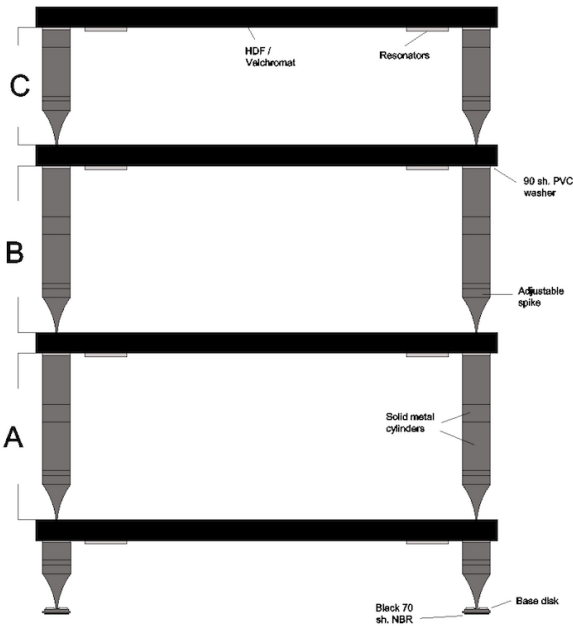 C
HDF /
Valchromat
Resonators
90 sh. PVC
washer
B
Adjustable
spike
A
Solid metal
cylinders
Black 70
sh. NBR
Base disk